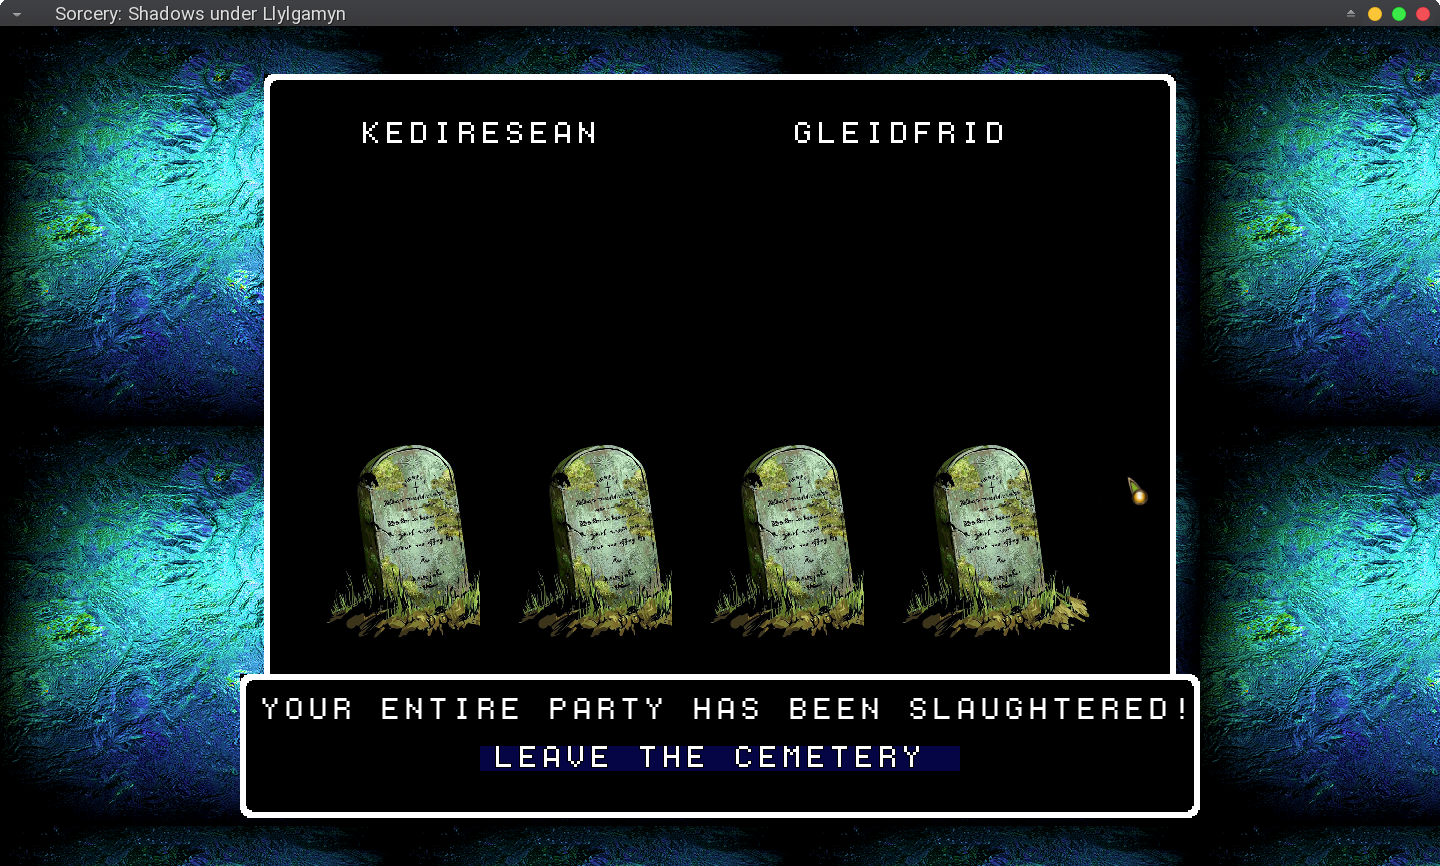 Sorcery: Shadows under Llylgamyn
KEDIRESEAN GLEIDFRID
YOUR ENTIRE PARTY HAS BEEN SLAUGHTERED!
LEAVE THE CEMETERY